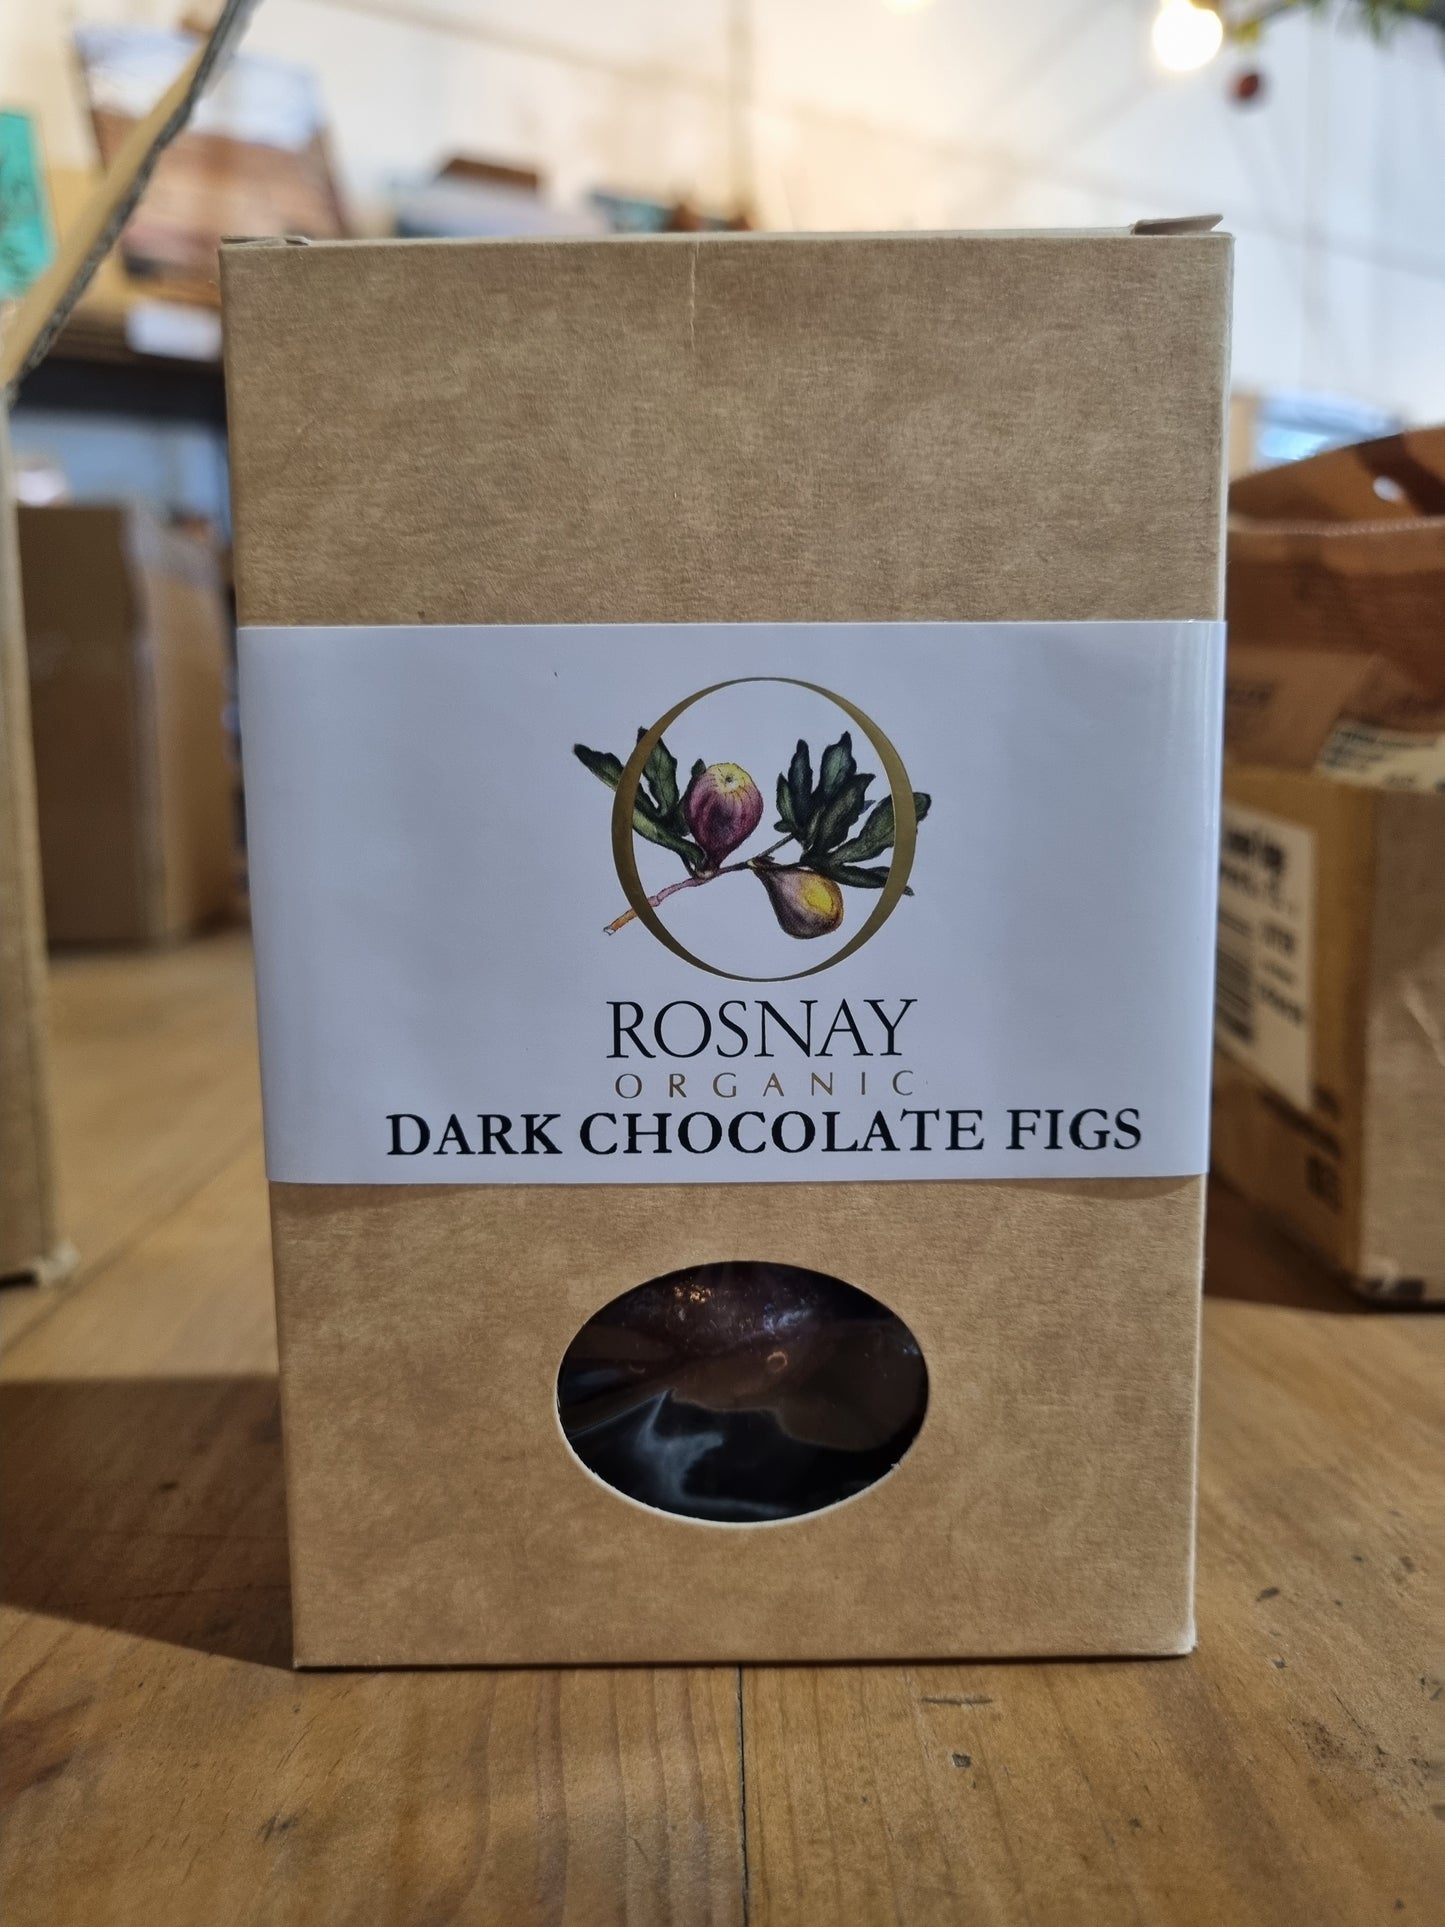 ROSNAY
ORGANIC
DARK CHOCOLATE FIGS